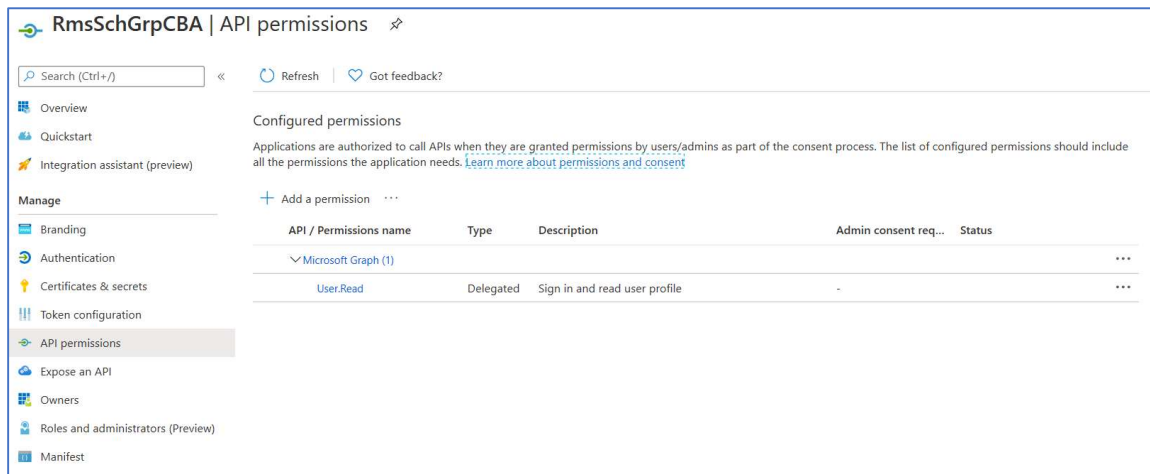 RmsSchGrpCBA | API permissions
Search (Ctrl+/)
«
Refresh
Got feedback?
Overview
Quickstart
Integration assistant (preview)
Manage
Branding
Authentication
Certificates & secrets
Token configuration
API permissions
Expose an API
Owners
Roles and administrators (Preview)
Manifest
Configured permissions
Applications are authorized to call APIs when they are granted permissions by users/admins as part of the consent process. The list of configured permissions should include
all the permissions the application needs. Learn more about permissions and consent
+ Add a permission ···
API / Permissions name Type Description Admin consent req... Status
Microsoft Graph (1) ···
User.Read Delegated Sign in and read user profile - ···